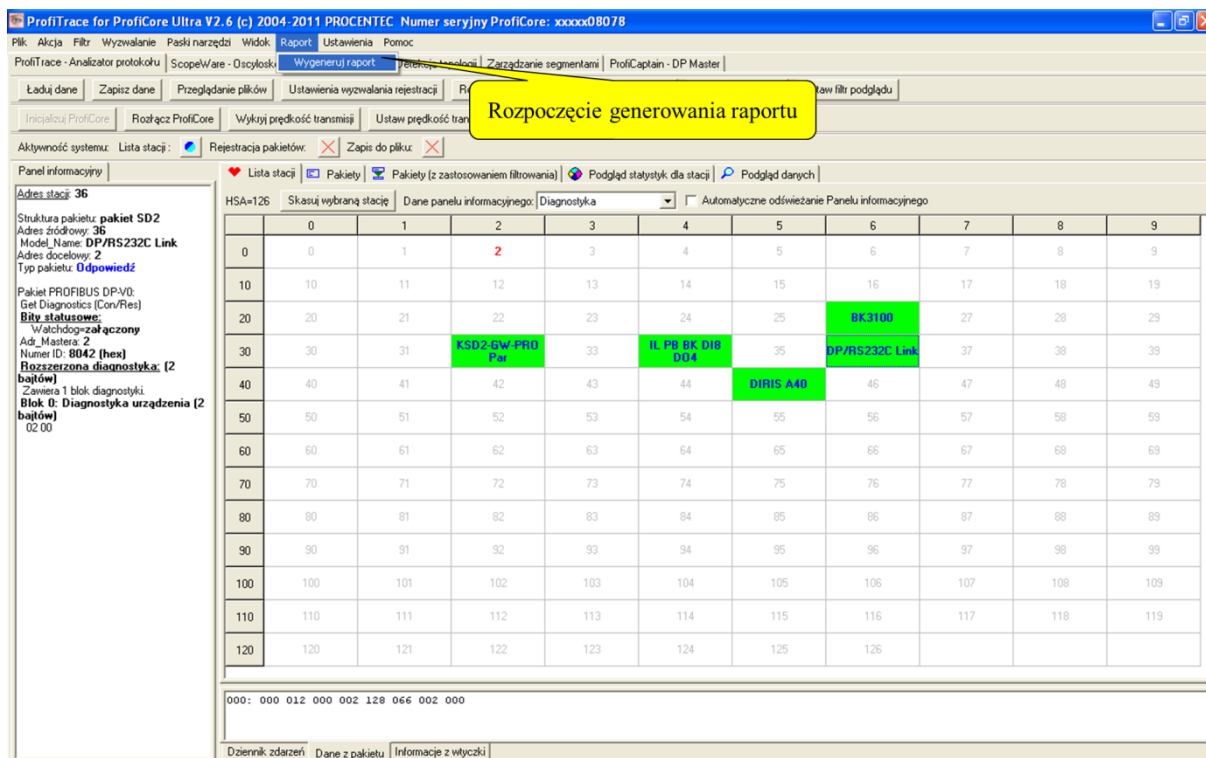 ProfiTrace for ProfiCore Ultra V2.6 (c) 2004-2011 PROCENTEC Numer seryjny ProfiCore: xxxxx08078
Plik Akcja Filtr Wyzwalanie Paski narzędzi Widok Raport Ustawienia Pomoc
ProfiTrace - Analizator protokołu ScopeWare - Oscylosk Wygeneruj raport Zarządzanie segmentami ProfiCaptain - DP Master
Ładuj dane Zapisz dane Przeglądanie plików Ustawienia wyzwalania rejestracji filtr podglądu
Rozpoczęcie generowania raportu
Inicjalizuj ProfiCore Rozłącz ProfiCore Wykryj prędkość transmisji Ustaw prędkość
Aktywność systemu: Lista stacji: Rejestracja pakietów: Zapis do pliku:
Panel informacyjny
Lista stacji Pakiety Pakiety (z zastosowaniem filtrowania) Podgląd statystyk dla stacji Podgląd danych
HSA=126 Skasuj wybraną stację Dane panelu informacyjnego: Diagnostyka Automatyczne odświeżanie Panelu informacyjnego
Adres stacji: 36
Struktura pakietu: pakiet SD2
Adres źródłowy: 36
Model_Name: DP/RS232C Link
Adres docelowy: 2
Typ pakietu: Odpowiedź
Pakiet PROFIBUS DP-V0:
Get Diagnostics (Con/Res)
Bity statusowe:
Watchdog=załączony
Adr_Mastera: 2
Numer ID: 8042 (hex)
Rozszerzona diagnostyka: (2
bajtów)
Zawiera 1 blok diagnostyki.
Blok 0: Diagnostyka urządzenia (2
bajtów)
02 00
0 1 2 3 4 5 6 7 8 9
0 0 1 2 3 4 5 6 7 8 9
10 10 11 12 13 14 15 16 17 18 19
20 20 21 22 23 24 25 BK3100 27 28 29
30 30 31 KSD2-GW-PRO Par 33 IL PB BK DI8 DO4 35 DP/RS232C Link 37 38 39
40 40 41 42 43 44 DIRIS A40 46 47 48 49
50 50 51 52 53 54 55 56 57 58 59
60 60 61 62 63 64 65 66 67 68 69
70 70 71 72 73 74 75 76 77 78 79
80 80 81 82 83 84 85 86 87 88 89
90 90 91 92 93 94 95 96 97 98 99
100 100 101 102 103 104 105 106 107 108 109
110 110 111 112 113 114 115 116 117 118 119
120 120 121 122 123 124 125 126
000: 000 012 000 002 128 066 002 000
Dziennik zdarzeń Dane z pakietu Informacje z wtyczki